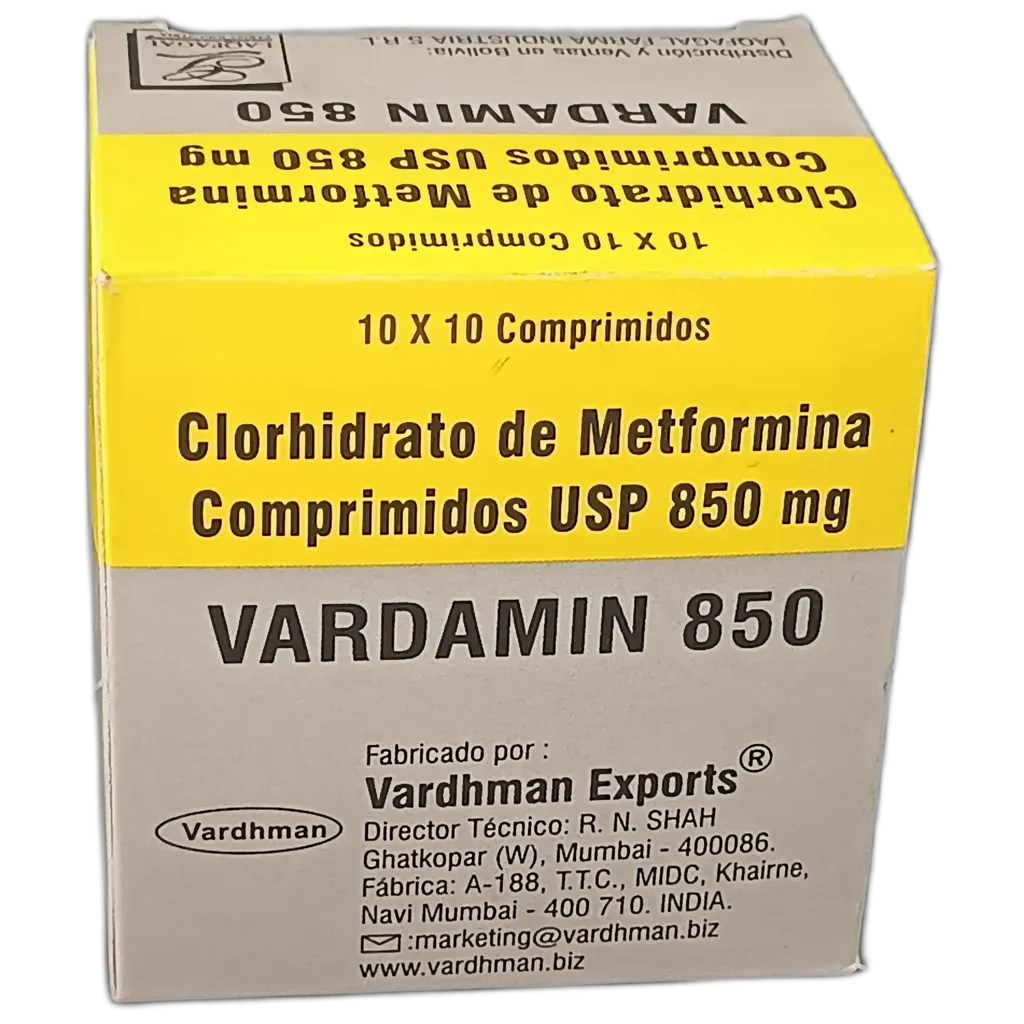 Distribución y Ventas en Bolivia:
LAQFAGAL FARMA INDUSTRIA S.R.L
LAQFAGAL
VARDAMIN 850
Comprimidos USP 850 mg
Clorhidrato de Metformina
10 X 10 Comprimidos
10 X 10 Comprimidos
Clorhidrato de Metformina
Comprimidos USP 850 mg
VARDAMIN 850
Fabricado por :
Vardhman Exports®
Vardhman
Director Técnico: R. N. SHAH
Ghatkopar (W), Mumbai - 400086.
Fábrica: A-188, T.T.C., MIDC, Khairne,
Navi Mumbai - 400 710. INDIA.
:marketing@vardhman.biz
www.vardhman.biz